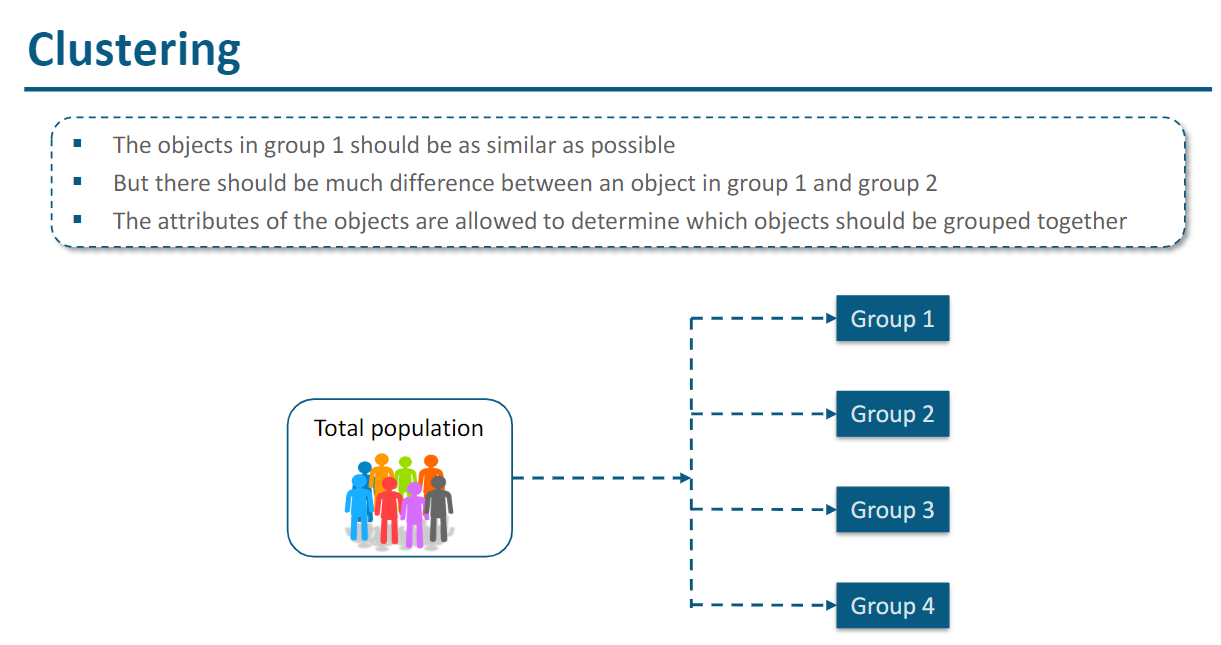 Clustering
▪ The objects in group 1 should be as similar as possible
▪ But there should be much difference between an object in group 1 and group 2
▪ The attributes of the objects are allowed to determine which objects should be grouped together
Group 1
Total population
Group 2
Group 3
Group 4